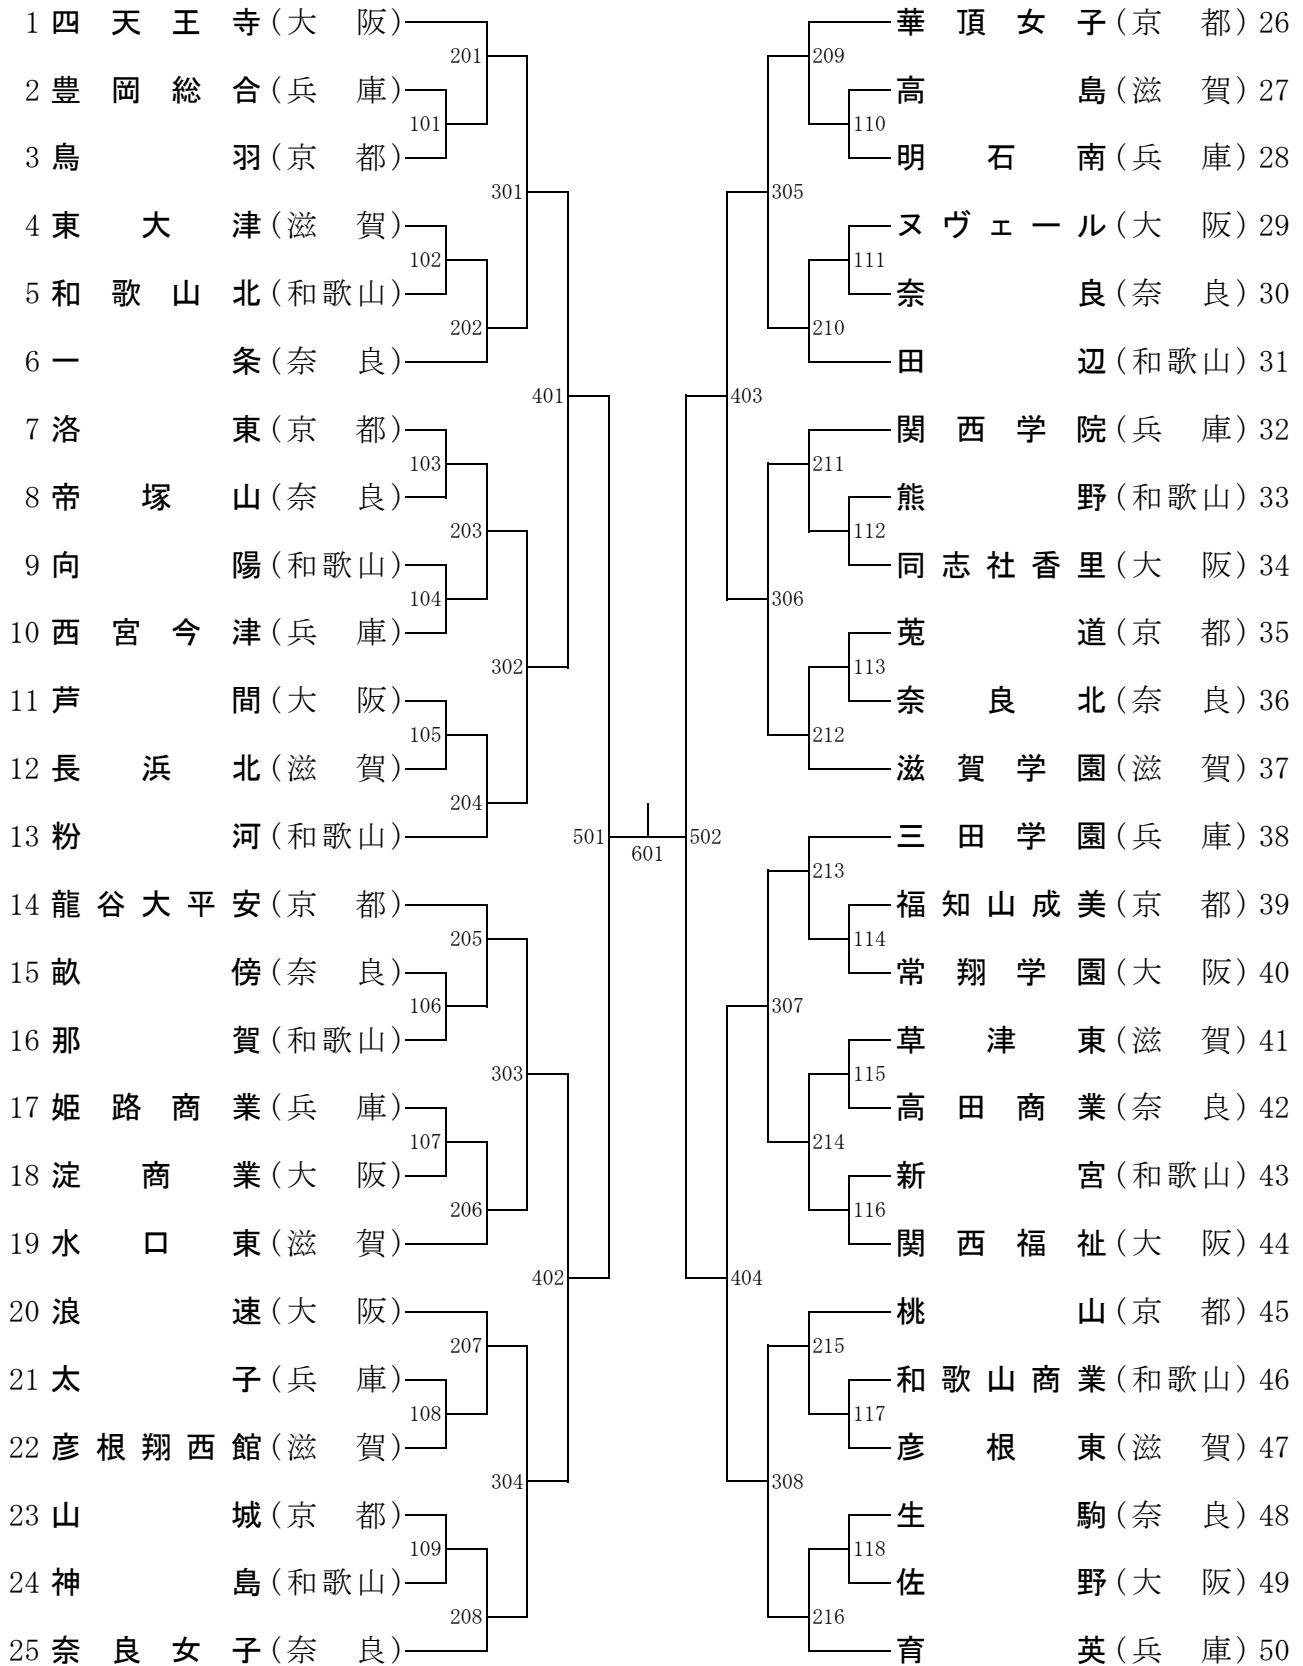 1 四天王寺(大阪)
201
2 豊岡総合(兵庫)
101
3 鳥羽(京都)
301
4 東大津(滋賀)
102
5 和歌山北(和歌山)
202
6 一条(奈良)
401
7 洛東(京都)
103
8 帝塚山(奈良)
203
9 向陽(和歌山)
104
10 西宮今津(兵庫)
302
11 芦間(大阪)
105
12 長浜北(滋賀)
204
13 粉河(和歌山)
501
601
14 龍谷大平安(京都)
205
15 畝傍(奈良)
106
16 那賀(和歌山)
303
17 姫路商業(兵庫)
107
18 淀商業(大阪)
206
19 水口東(滋賀)
402
20 浪速(大阪)
207
21 太子(兵庫)
108
22 彦根翔西館(滋賀)
304
23 山城(京都)
109
24 神島(和歌山)
208
25 奈良女子(奈良)
華頂女子(京都) 26
209
高島(滋賀) 27
110
明石南(兵庫) 28
305
ヌヴェール(大阪) 29
111
奈良(奈良) 30
210
田辺(和歌山) 31
403
関西学院(兵庫) 32
211
熊野(和歌山) 33
112
同志社香里(大阪) 34
306
莵道(京都) 35
113
奈良北(奈良) 36
212
滋賀学園(滋賀) 37
502
三田学園(兵庫) 38
213
福知山成美(京都) 39
114
常翔学園(大阪) 40
307
草津東(滋賀) 41
115
高田商業(奈良) 42
214
新宮(和歌山) 43
116
関西福祉(大阪) 44
404
桃山(京都) 45
215
和歌山商業(和歌山) 46
117
彦根東(滋賀) 47
308
生駒(奈良) 48
118
佐野(大阪) 49
216
育英(兵庫) 50